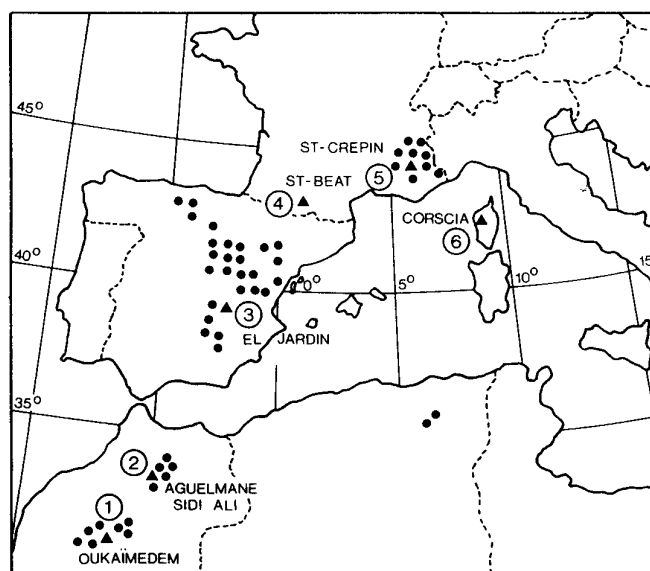 45°
ST-CREPIN
5
ST-BEAT
4
CORSCIA
6
40°
0°
5°
10°
15
3
EL JARDIN
35°
2
AGUELMANE
SIDI ALI
1
OUKAÏMEDEM